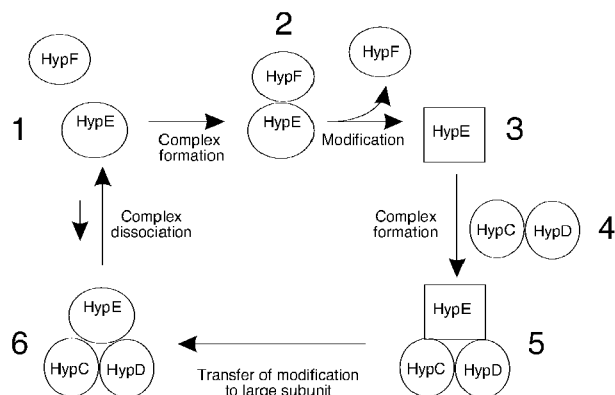 2
HypF
HypF
HypF
1
HypE
HypE
HypE
3
Complex
formation
Modification
Complex
dissociation
Complex
formation
HypC
HypD
4
HypE
HypE
6
5
HypC
HypD
HypC
HypD
Transfer of modification
to large subunit